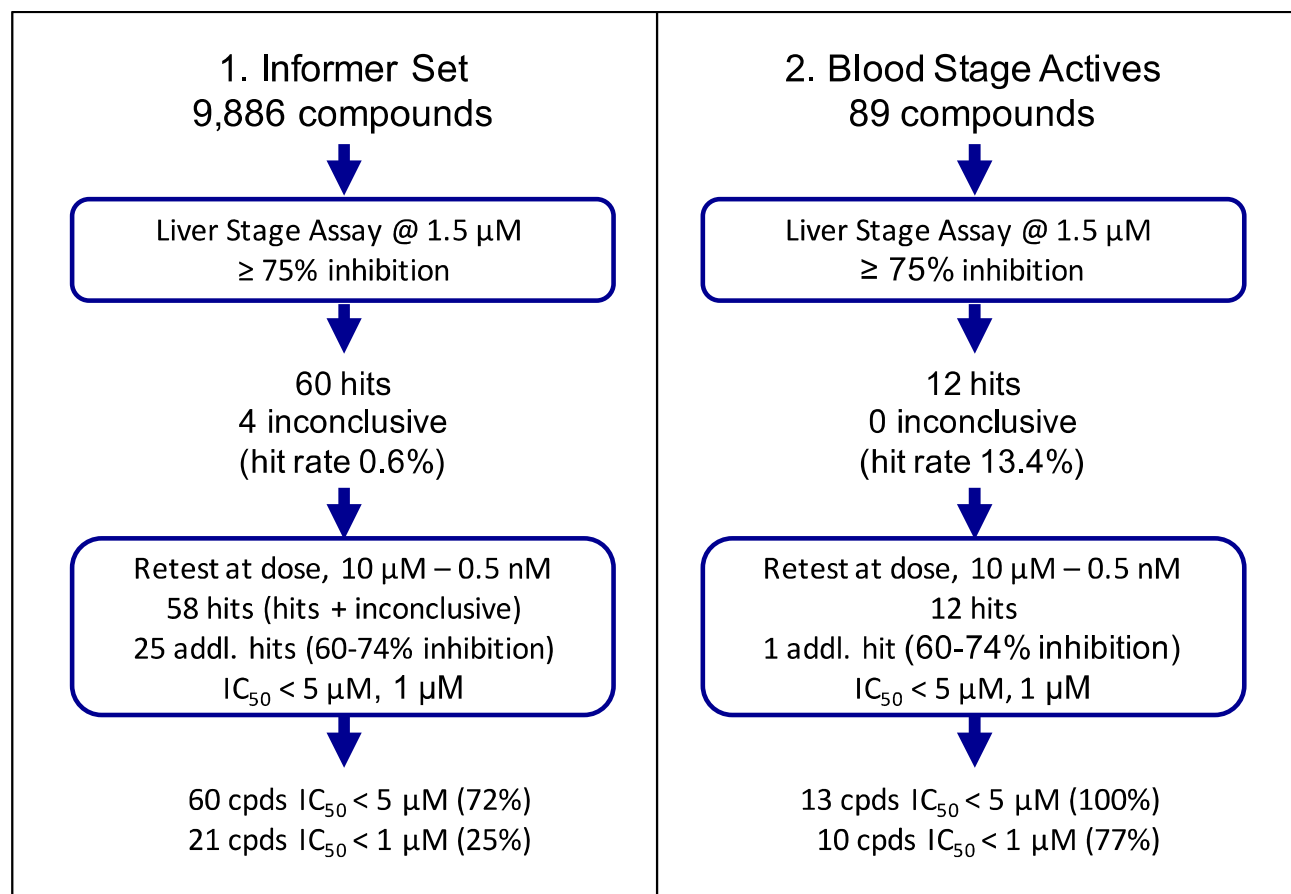 1. Informer Set
9,886 compounds
Liver Stage Assay @ 1.5 µM
≥ 75% inhibition
60 hits
4 inconclusive
(hit rate 0.6%)
Retest at dose, 10 µM – 0.5 nM
58 hits (hits + inconclusive)
25 addl. hits (60-74% inhibition)
IC50 < 5 µM, 1 µM
60 cpds IC50 < 5 µM (72%)
21 cpds IC50 < 1 µM (25%)
2. Blood Stage Actives
89 compounds
Liver Stage Assay @ 1.5 µM
≥ 75% inhibition
12 hits
0 inconclusive
(hit rate 13.4%)
Retest at dose, 10 µM – 0.5 nM
12 hits
1 addl. hit (60-74% inhibition)
IC50 < 5 µM, 1 µM
13 cpds IC50 < 5 µM (100%)
10 cpds IC50 < 1 µM (77%)